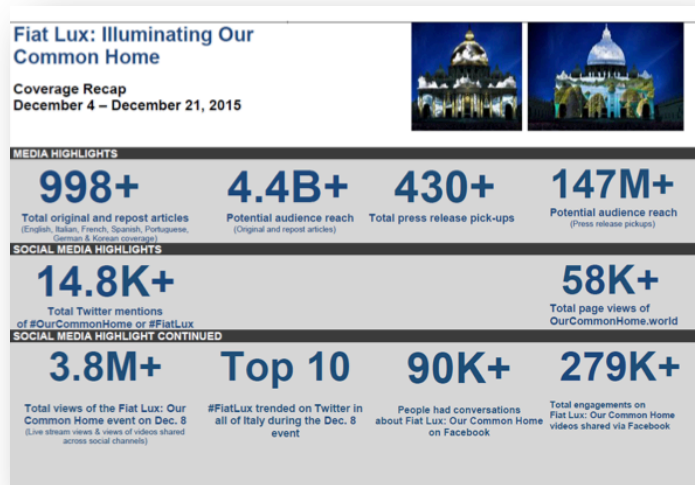 Fiat Lux: Illuminating Our
Common Home
Coverage Recap
December 4 – December 21, 2015
MEDIA HIGHLIGHTS
998+
Total original and repost articles
(English, Italian, French, Spanish, Portuguese,
German & Korean coverage)
4.4B+
Potential audience reach
(Original and repost articles)
430+
Total press release pick-ups
147M+
Potential audience reach
(Press release pickups)
SOCIAL MEDIA HIGHLIGHTS
14.8K+
Total Twitter mentions
of #OurCommonHome or #FiatLux
58K+
Total page views of
OurCommonHome.world
SOCIAL MEDIA HIGHLIGHT CONTINUED
3.8M+
Total views of the Fiat Lux: Our
Common Home event on Dec. 8
(Live stream views & views of videos shared
across social channels)
Top 10
#FiatLux trended on Twitter in
all of Italy during the Dec. 8
event
90K+
People had conversations
about Fiat Lux: Our Common Home
on Facebook
279K+
Total engagements on
Fiat Lux: Our Common Home
videos shared via Facebook